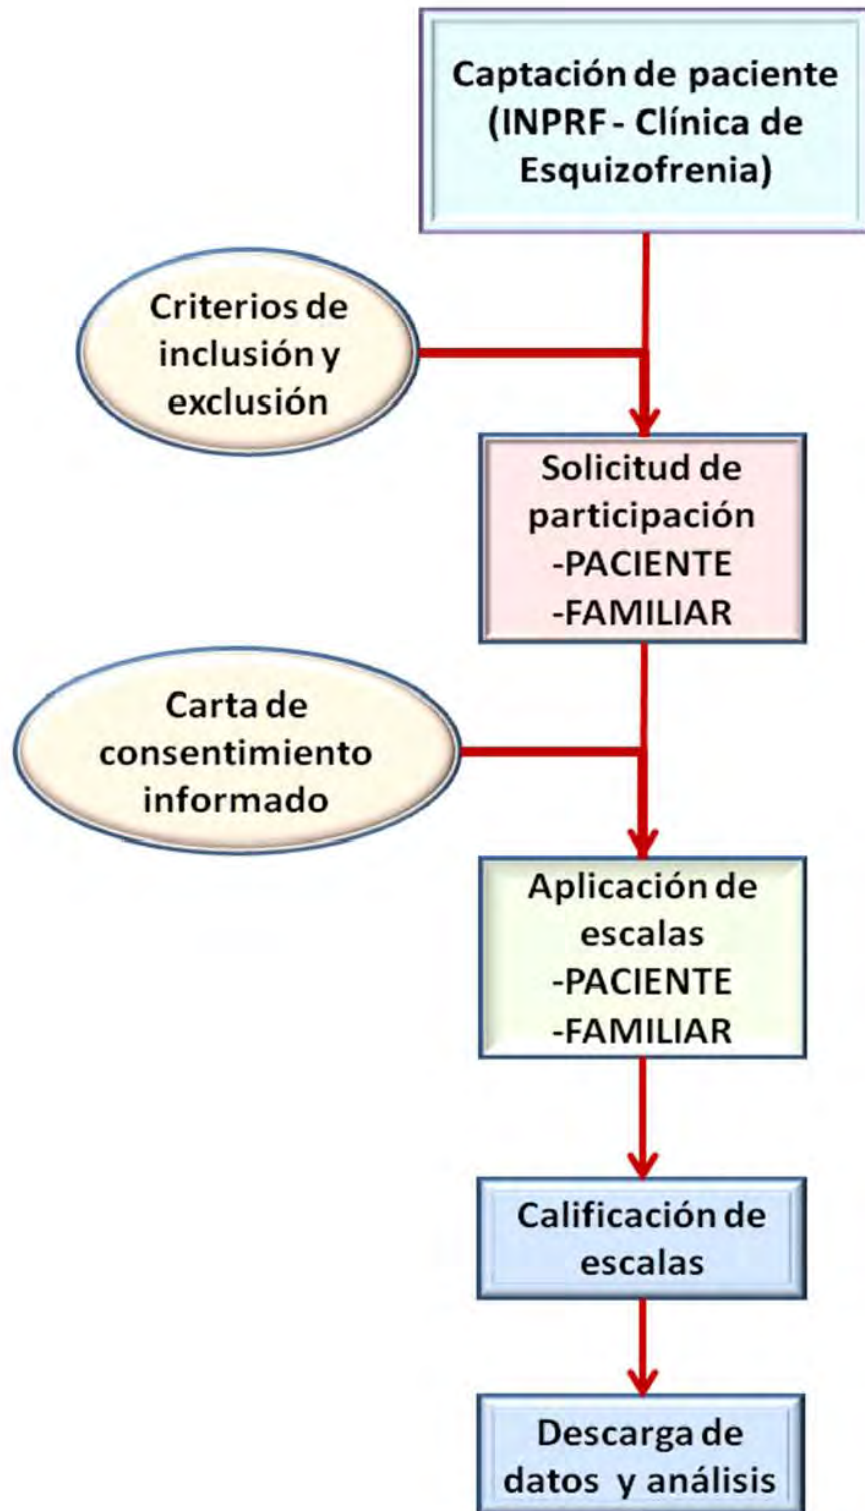 Captación de paciente
(INPRF - Clínica de
Esquizofrenia)
Criterios de
inclusión y
exclusión
Solicitud de
participación
-PACIENTE
-FAMILIAR
Carta de
consentimiento
informado
Aplicación de
escalas
-PACIENTE
-FAMILIAR
Calificación de
escalas
Descarga de
datos y análisis